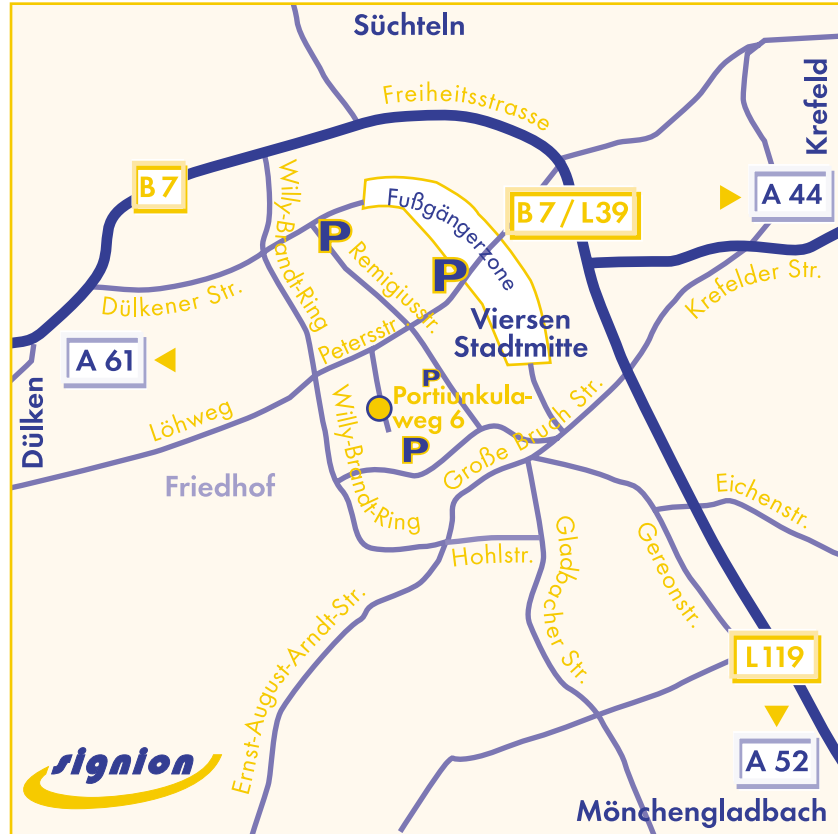 Süchteln
Krefeld
Freiheitsstrasse
B 7
Willy-Brandt-Ring
Fußgängerzone
B 7 / L39
A 44
P
Remigiusstr.
P
Dülkener Str.
Krefelder Str.
Viersen
Stadtmitte
A 61
Petersstr.
Dülken
Löhweg
P
Portiunkula-
weg 6
P
Willy-Brandt-Ring
Große Bruch Str.
Friedhof
Eichenstr.
Hohlstr.
Gladbacher Str.
Gereonstr.
Ernst-August-Arndt-Str.
L 119
signion
A 52
Mönchengladbach